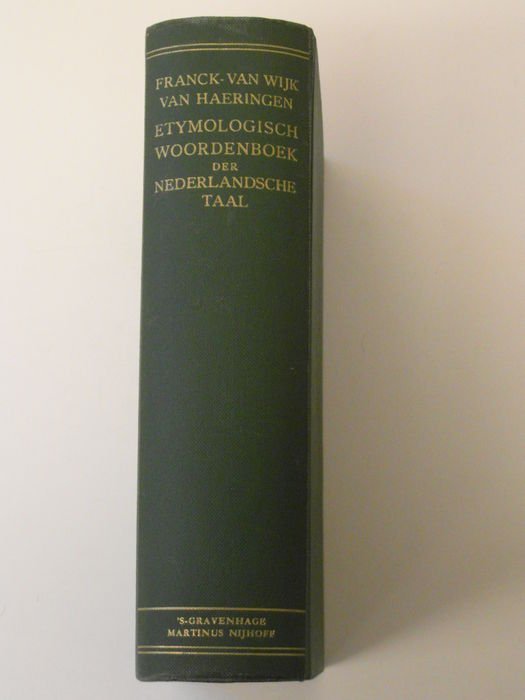 FRANCK-VAN WIJK
VAN HAERINGEN
ETYMOLOGISCH
WOORDENBOEK
DER
NEDERLANDSCHE
TAAL
'S-GRAVENHAGE
MARTINUS NIJHOFF